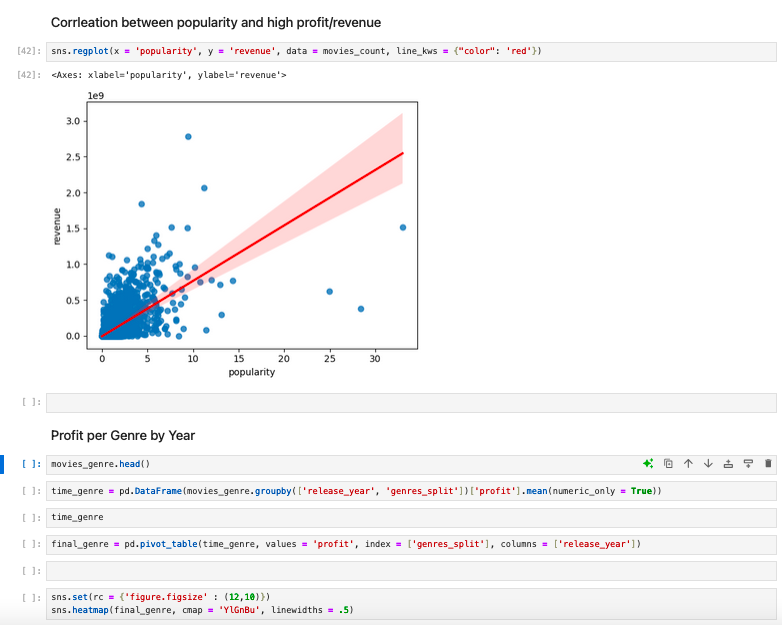 Corrleation between popularity and high profit/revenue
[42]: sns.regplot(x = 'popularity', y = 'revenue', data = movies_count, line_kws = {"color": 'red'})
[42]: <Axes: xlabel='popularity', ylabel='revenue'>
1e9
3.0
2.5
2.0
1.5
1.0
0.5
0.0
revenue
0 5 10 15 20 25 30
popularity
[ ]:
Profit per Genre by Year
[ ]: movies_genre.head()
[ ]: time_genre = pd.DataFrame(movies_genre.groupby(['release_year', 'genres_split'])['profit'].mean(numeric_only = True))
[ ]: time_genre
[ ]: final_genre = pd.pivot_table(time_genre, values = 'profit', index = ['genres_split'], columns = ['release_year'])
[ ]:
[ ]: sns.set(rc = {'figure.figsize' : (12,10)})
sns.heatmap(final_genre, cmap = 'YlGnBu', linewidths = .5)